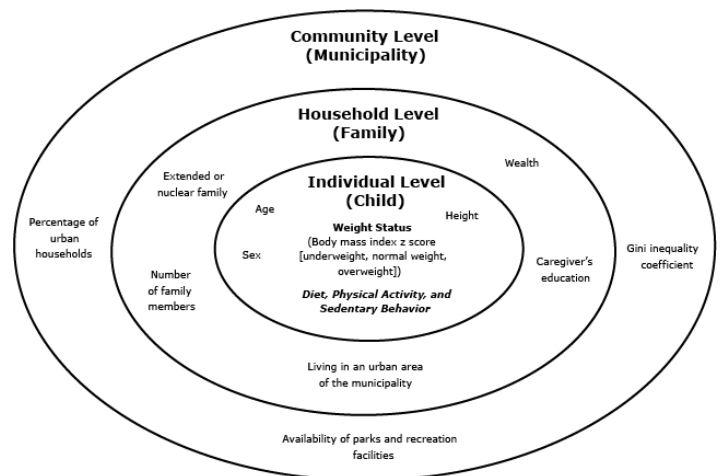 Community Level
(Municipality)
Household Level
(Family)
Extended or
nuclear family
Wealth
Individual Level
(Child)
Age
Height
Weight Status
(Body mass index z score
[underweight, normal weight,
overweight])
Sex
Diet, Physical Activity, and
Sedentary Behavior
Percentage of
urban
households
Number
of family
members
Caregiver’s
education
Gini inequality
coefficient
Living in an urban area
of the municipality
Availability of parks and recreation
facilities